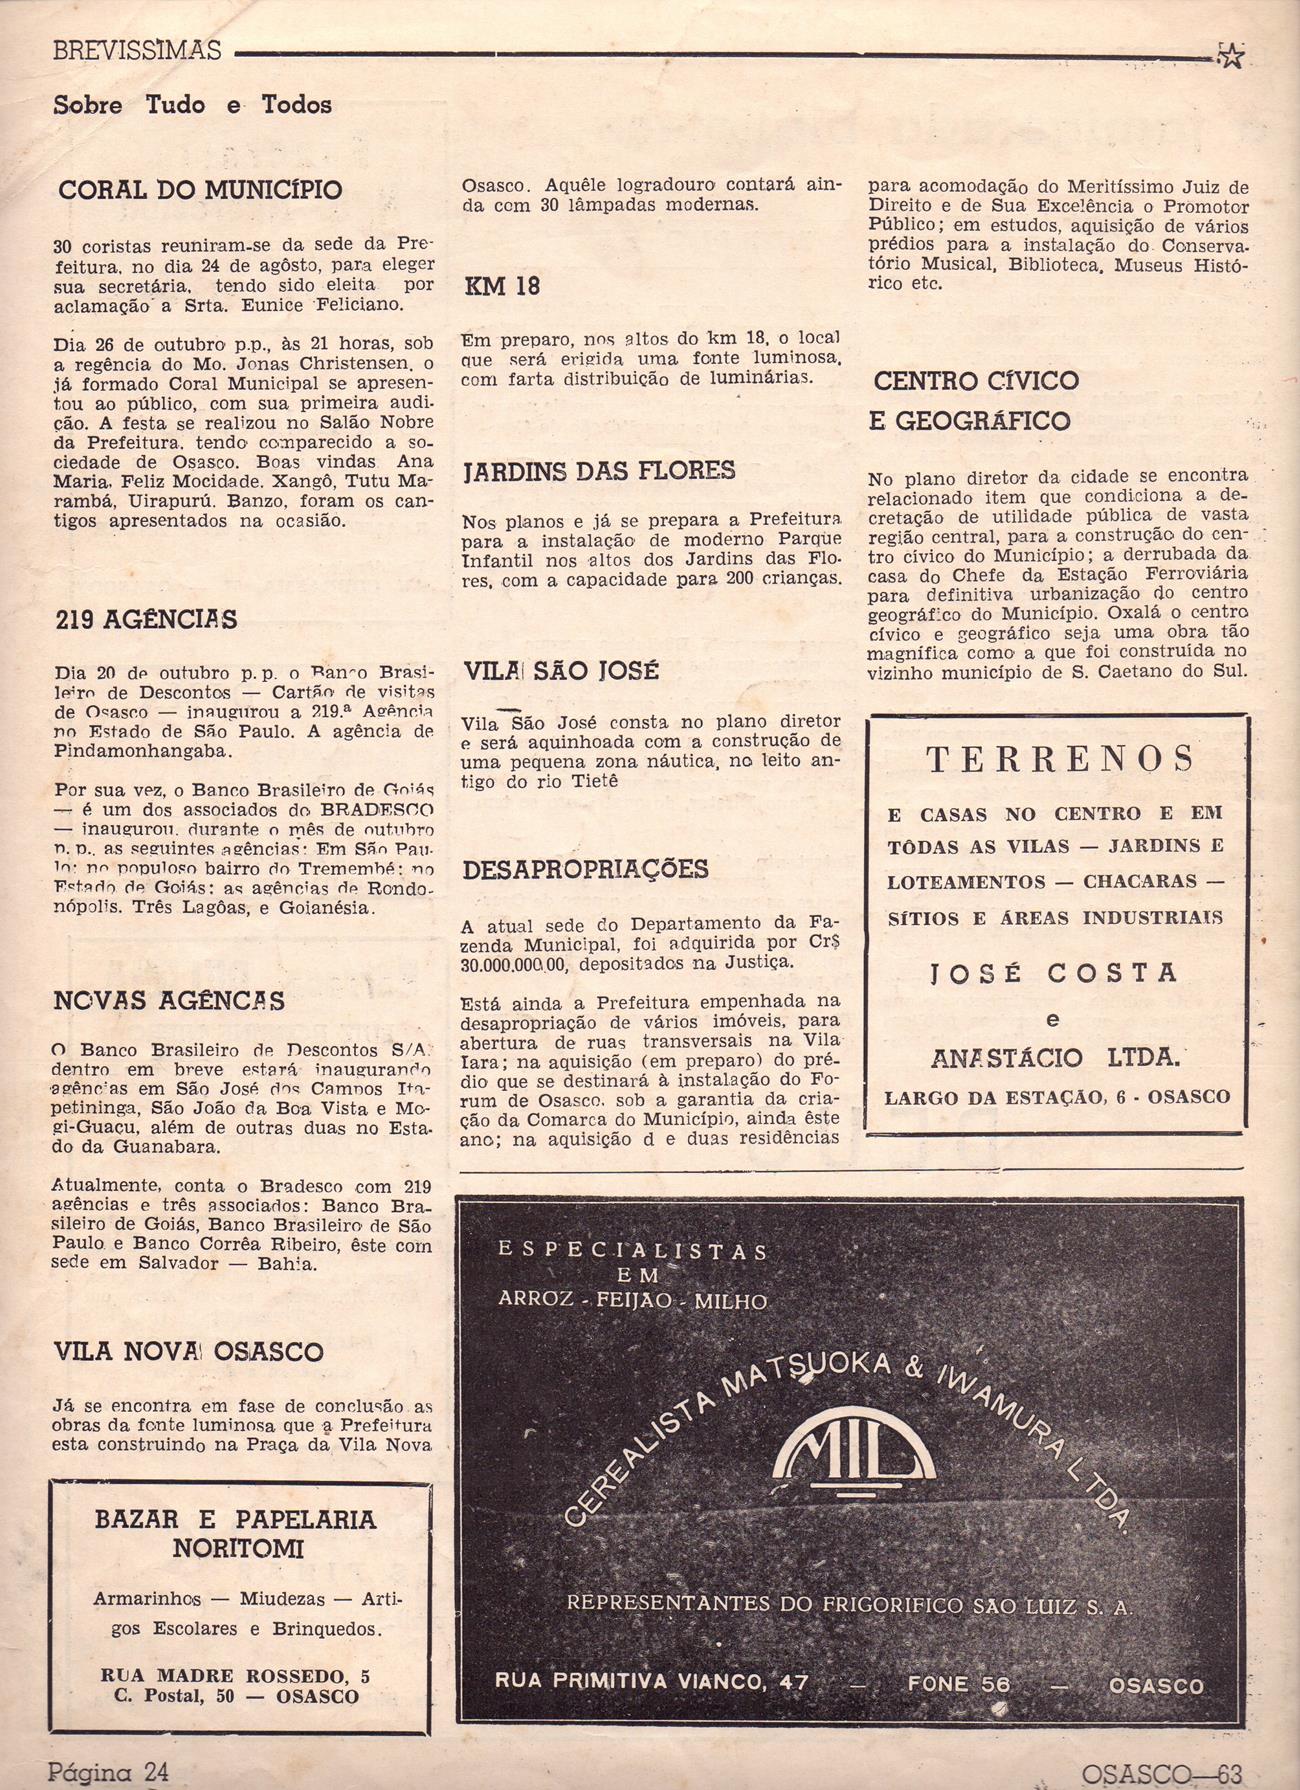 BREVISSIMAS
Sobre Tudo e Todos
CORAL DO MUNICÍPIO
30 coristas reuniram-se da sede da Pre-
feitura, no dia 24 de agôsto, para eleger
sua secretária, tendo sido eleita por
aclamação a Srta. Eunice Feliciano.
Dia 26 de outubro p.p., às 21 horas, sob
a regência do Mo. Jonas Christensen, o
já formado Coral Municipal se apresen-
tou ao público, com sua primeira audi-
ção. A festa se realizou no Salão Nobre
da Prefeitura, tendo comparecido a so-
ciedade de Osasco. Boas vindas Ana
Maria, Feliz Mocidade, Xangô, Tutu Ma-
rambá, Uirapurú. Banzo, foram os can-
tigos apresentados na ocasião.
219 AGÊNCIAS
Dia 20 de outubro p.p. o Banco Brasi-
leiro de Descontos — Cartão de visitas
de Osasco — inaugurou a 219.ª Agência
no Estado de São Paulo. A agência de
Pindamonhangaba.
Por sua vez, o Banco Brasileiro de Goiás
— é um dos associados do BRADESCO
— inaugurou, durante o mês de outubro
p.p., as seguintes agências: Em São Pau-
lo: no populoso bairro do Tremembé; no
Estado de Goiás: as agências de Rondo-
nópolis. Três Lagôas, e Goianésia.
NOVAS AGÊNCAS
O Banco Brasileiro de Descontos S/A.
dentro em breve estará inaugurando
agências em São José dos Campos Ita-
petininga, São João da Boa Vista e Mo-
gi-Guaçu, além de outras duas no Esta-
do da Guanabara.
Atualmente, conta o Bradesco com 219
agências e três associados: Banco Bra-
sileiro de Goiás, Banco Brasileiro de São
Paulo e Banco Corrêa Ribeiro, êste com
sede em Salvador — Bahia.
VILA NOVA OSASCO
Já se encontra em fase de conclusão as
obras da fonte luminosa que a Prefeitura
esta construindo na Praça da Vila Nova
BAZAR E PAPELARIA
NORITOMI
Armarinhos — Miudezas — Arti-
gos Escolares e Brinquedos.
RUA MADRE ROSSEDO, 5
C. Postal, 50 — OSASCO
Osasco. Aquêle logradouro contará ain-
da com 30 lâmpadas modernas.
KM 18
Em preparo, nos altos do km 18, o local
que será erigida uma fonte luminosa,
com farta distribuição de luminárias.
JARDINS DAS FLORES
Nos planos e já se prepara a Prefeitura
para a instalação de moderno Parque
Infantil nos altos dos Jardins das Flo-
res, com a capacidade para 200 crianças.
VILA SÃO JOSÉ
Vila São José consta no plano diretor
e será aquinhoada com a construção de
uma pequena zona náutica, no leito an-
tigo do rio Tietê
DESAPROPRIAÇÕES
A atual sede do Departamento da Fa-
zenda Municipal, foi adquirida por Cr$
30.000.000,00, depositados na Justiça.
Está ainda a Prefeitura empenhada na
desapropriação de vários imóveis, para
abertura de ruas transversais na Vila
Iara; na aquisição (em preparo) do pré-
dio que se destinará à instalação do Fo-
rum de Osasco, sob a garantia da cria-
ção da Comarca do Município, ainda êste
ano; na aquisição d e duas residências
para acomodação do Meritíssimo Juiz de
Direito e de Sua Excelência o Promotor
Público; em estudos, aquisição de vários
prédios para a instalação do Conserva-
tório Musical, Biblioteca, Museus Histó-
rico etc.
CENTRO CÍVICO
E GEOGRÁFICO
No plano diretor da cidade se encontra
relacionado item que condiciona a de-
cretação de utilidade pública de vasta
região central, para a construção do cen-
tro cívico do Município; a derrubada da
casa do Chefe da Estação Ferroviária
para definitiva urbanização do centro
geográfico do Município. Oxalá o centro
cívico e geográfico seja uma obra tão
magnífica como a que foi construída no
vizinho município de S. Caetano do Sul.
TERRENOS
E CASAS NO CENTRO E EM
TÔDAS AS VILAS — JARDINS E
LOTEAMENTOS — CHACARAS —
SÍTIOS E ÁREAS INDUSTRIAIS
JOSÉ COSTA
e
ANASTÁCIO LTDA.
LARGO DA ESTAÇÃO, 6 - OSASCO
ESPECIALISTAS
EM
ARROZ - FEIJAO - MILHO
CEREALISTA MATSUOKA & IWAMURA LTDA.
MIL
REPRESENTANTES DO FRIGORIFICO SAO LUIZ S. A.
RUA PRIMITIVA VIANCO, 47 — FONE 56 — OSASCO
Página 24
OSASCO—63